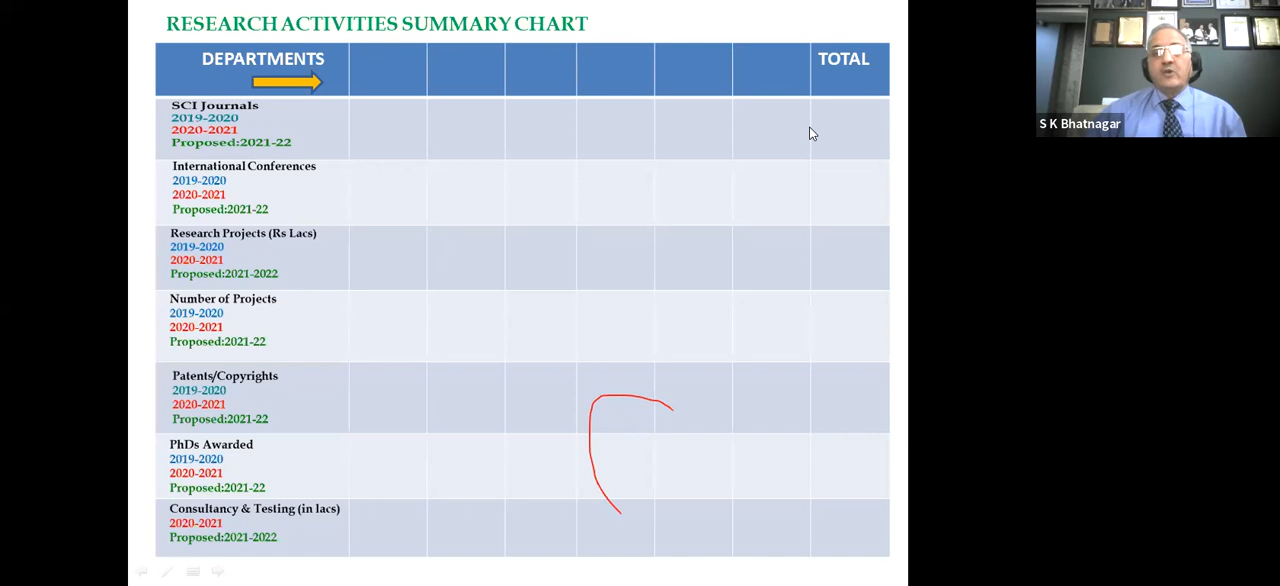 RESEARCH ACTIVITIES SUMMARY CHART
DEPARTMENTS
TOTAL
SCI Journals
2019-2020
2020-2021
Proposed:2021-22
International Conferences
2019-2020
2020-2021
Proposed:2021-22
Research Projects (Rs Lacs)
2019-2020
2020-2021
Proposed:2021-2022
Number of Projects
2019-2020
2020-2021
Proposed:2021-22
Patents/Copyrights
2019-2020
2020-2021
Proposed:2021-22
PhDs Awarded
2019-2020
2020-2021
Proposed:2021-22
Consultancy & Testing (in lacs)
2020-2021
Proposed:2021-2022
S K Bhatnagar